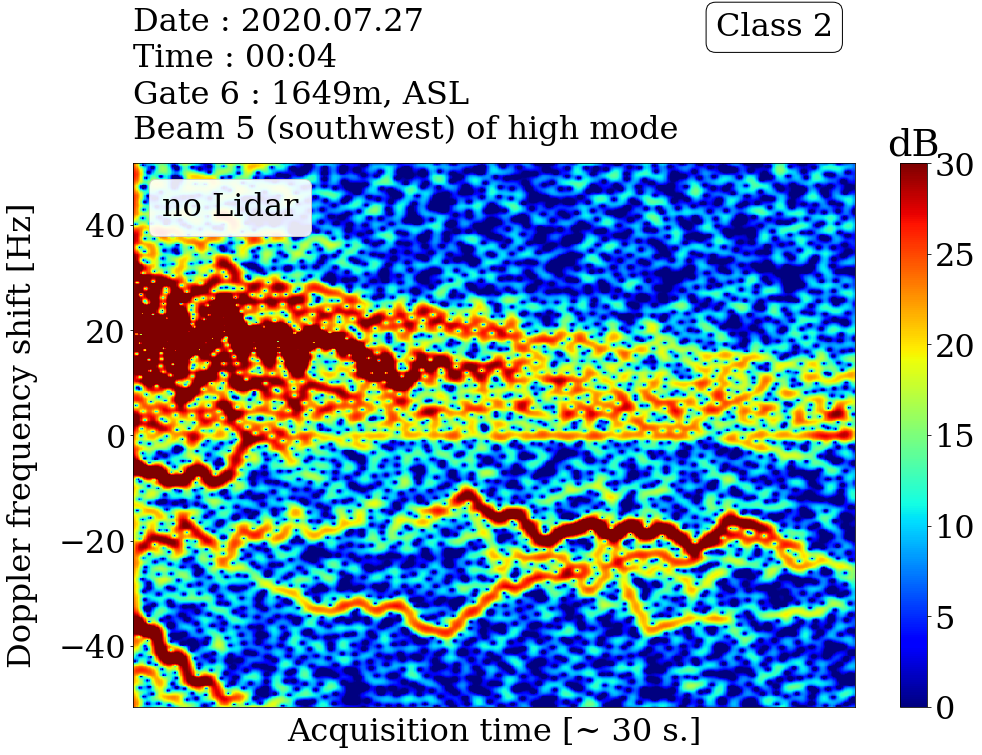 Date : 2020.07.27
Time : 00:04
Gate 6 : 1649m, ASL
Beam 5 (southwest) of high mode
Class 2
dB
no Lidar
Doppler frequency shift [Hz]
40
20
0
−20
−40
30
25
20
15
10
5
0
Acquisition time [~ 30 s.]